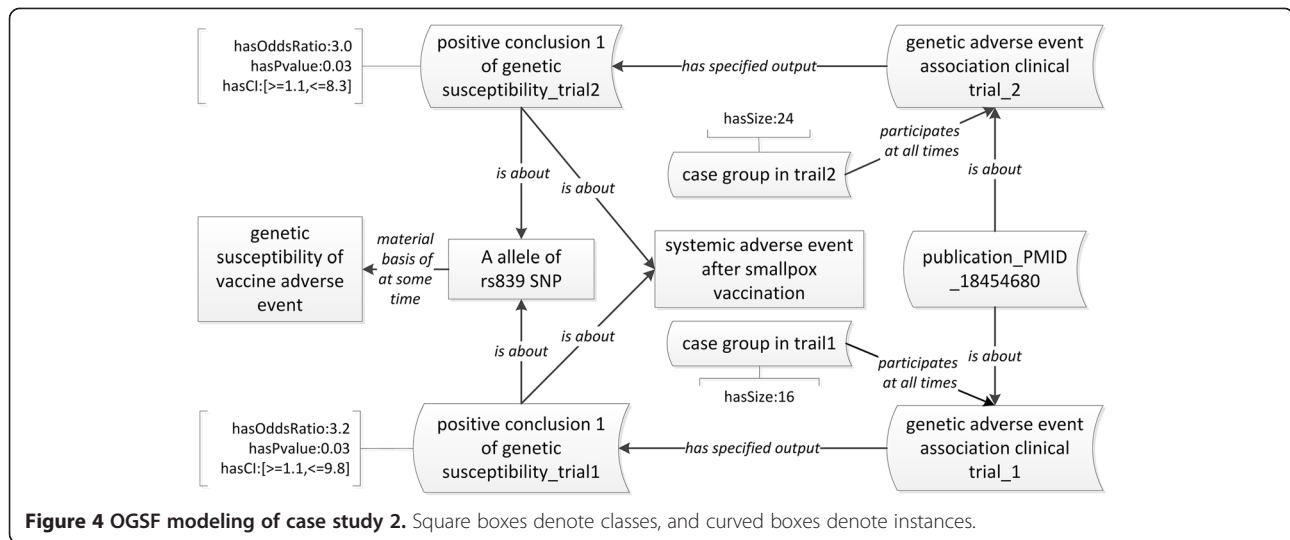 hasOddsRatio:3.0
hasPvalue:0.03
hasCI:[>=1.1,<=8.3]
positive conclusion 1
of genetic
susceptibility_trial2
has specified output
genetic adverse event
association clinical
trial_2
hasSize:24
participates
at all times
case group in trail2
is about
is about
is about
genetic
susceptibility of
vaccine adverse
event
material
basis of
at some
time
A allele of
rs839 SNP
systemic adverse event
after smallpox
vaccination
publication_PMID
_18454680
case group in trail1
is about
is about
participates
at all times
is about
hasSize:16
hasOddsRatio:3.2
hasPvalue:0.03
hasCI:[>=1.1,<=9.8]
positive conclusion 1
of genetic
susceptibility_trial1
has specified output
genetic adverse event
association clinical
trial_1
Figure 4 OGSF modeling of case study 2. Square boxes denote classes, and curved boxes denote instances.